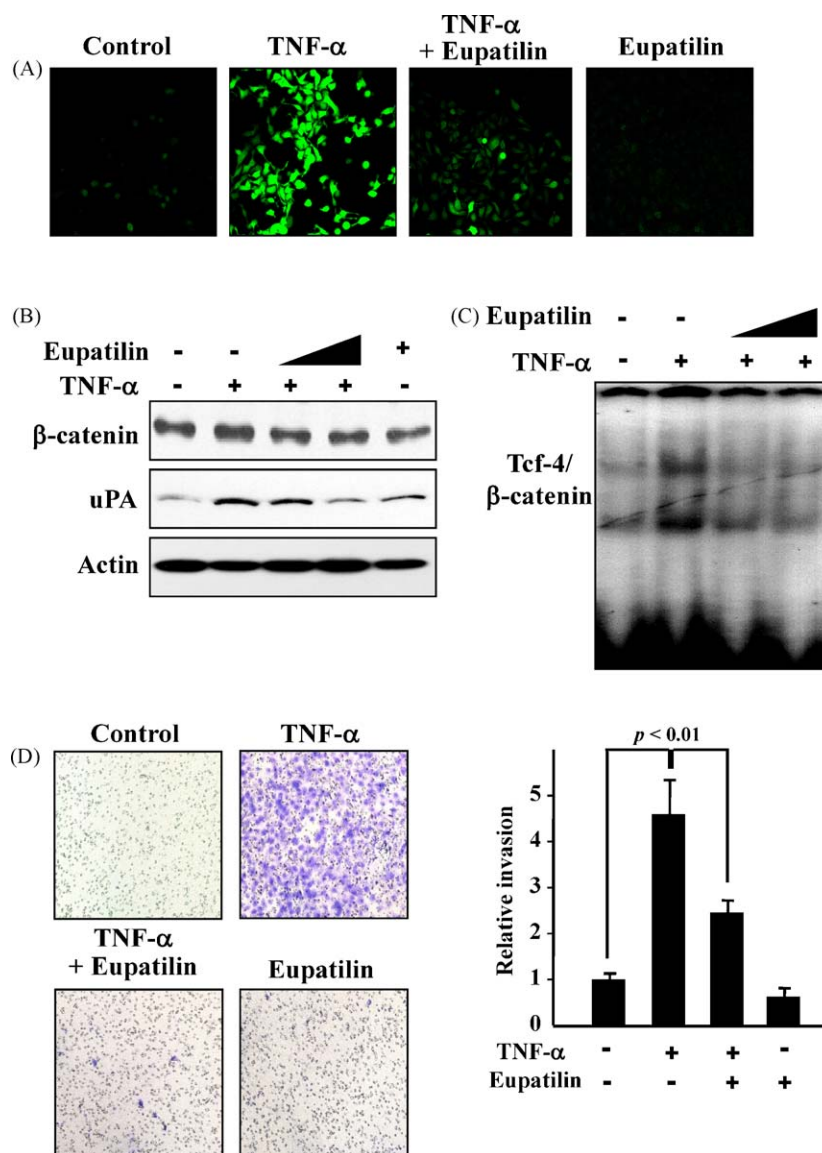 (A)
Control
TNF-α
TNF-α
+ Eupatilin
Eupatilin
(B)
Eupatilin - - +
TNF-α - + + + -
β-catenin
uPA
Actin
(C)
Eupatilin - -
TNF-α - + + +
Tcf-4/
β-catenin
(D)
Control
TNF-α
TNF-α
+ Eupatilin
Eupatilin
p < 0.01
Relative invasion
5
4
3
2
1
0
TNF-α - + + -
Eupatilin - - + +